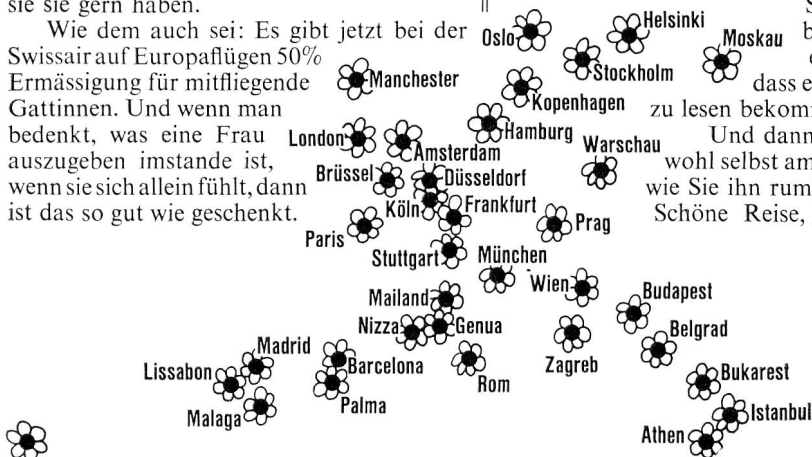 sie sie gern haben.
Wie dem auch sei: Es gibt jetzt bei der
Swissair auf Europaflügen 50%
Ermässigung für mitfliegende
Gattinnen. Und wenn man
bedenkt, was eine Frau
auszugeben imstande ist,
wenn sie sich allein fühlt, dann
ist das so gut wie geschenkt.
Oslo
Helsinki
Moskau
Stockholm
Manchester
Kopenhagen
Hamburg
London
Amsterdam
Warschau
Brüssel
Düsseldorf
Köln
Frankfurt
Prag
Paris
Stuttgart
München
Wien
Mailand
Budapest
Nizza
Genua
Belgrad
Zagreb
Madrid
Barcelona
Rom
Lissabon
Palma
Malaga
Bukarest
Istanbul
Athen
dass e
zu lesen bekom
Und dann
wohl selbst am
wie Sie ihn rum
Schöne Reise,